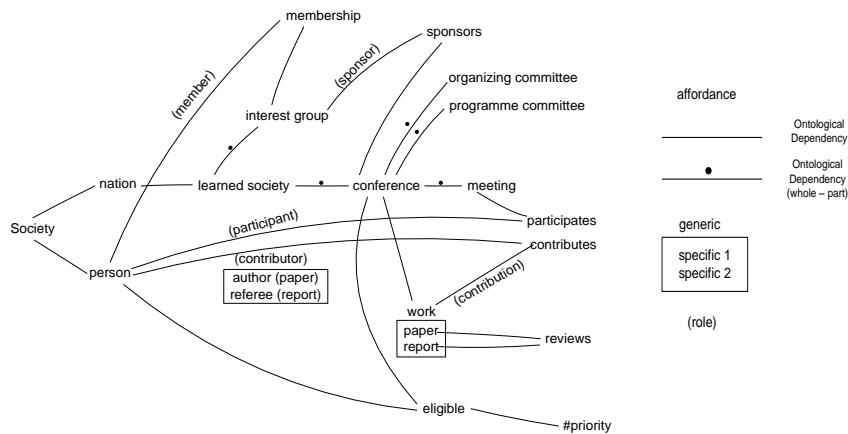 membership
sponsors
(member)
(sponsor)
organizing committee
programme committee
interest group
nation
learned society
conference
meeting
Society
(participant)
participates
person
(contributor)
contributes
author (paper)
referee (report)
(contribution)
work
paper
report
reviews
eligible
#priority
affordance
Ontological
Dependency
Ontological
Dependency
(whole – part)
generic
specific 1
specific 2
(role)